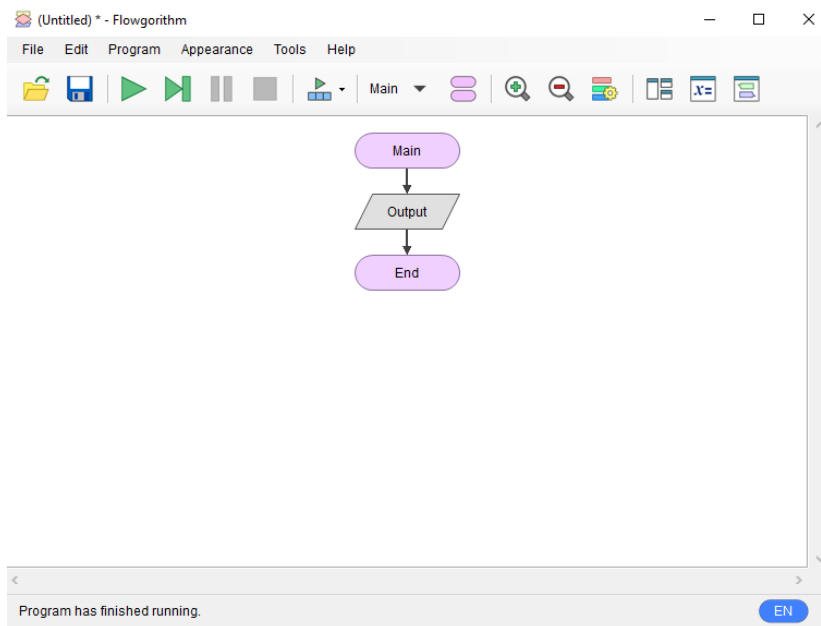 (Untitled) * - Flowgorithm
File Edit Program Appearance Tools Help
Main
x=
Main
Output
End
Program has finished running.
EN